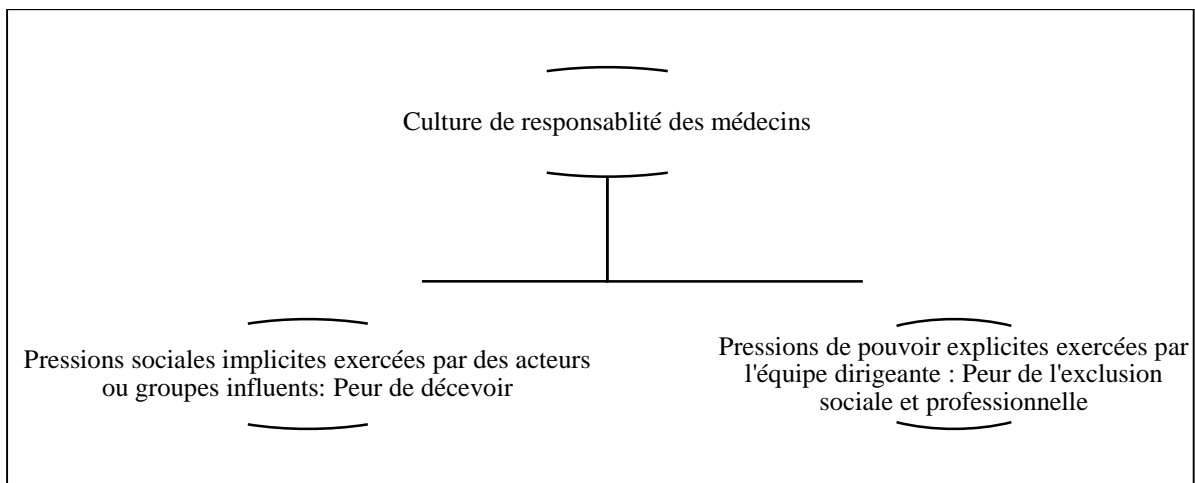 Culture de responsablité des médecins
Pressions sociales implicites exercées par des acteurs
ou groupes influents: Peur de décevoir
Pressions de pouvoir explicites exercées par
l'équipe dirigeante : Peur de l'exclusion
sociale et professionnelle